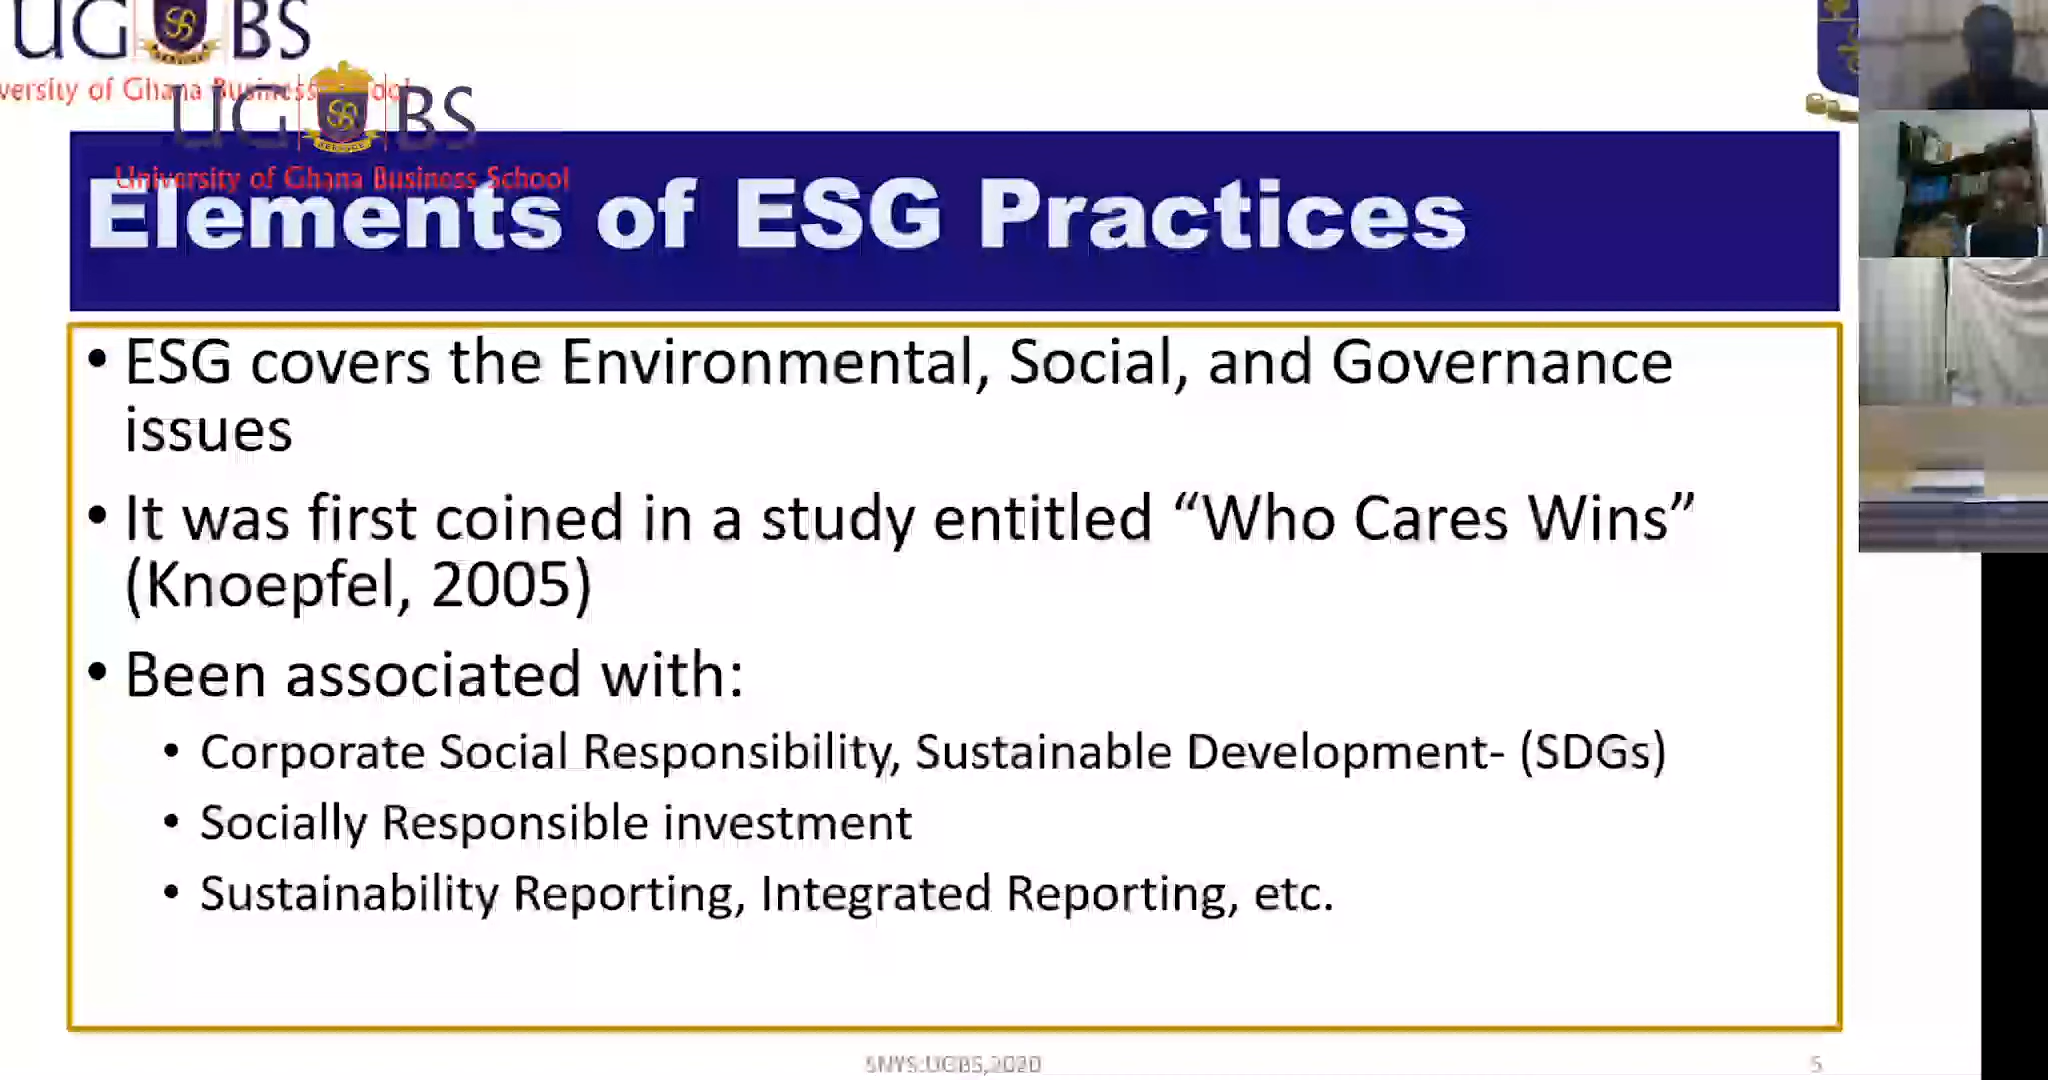 UG BS
versity of Ghana Business School
UG BS
University of Ghana Business School
Elements of ESG Practices
• ESG covers the Environmental, Social, and Governance
issues
• It was first coined in a study entitled “Who Cares Wins”
(Knoepfel, 2005)
• Been associated with:
• Corporate Social Responsibility, Sustainable Development- (SDGs)
• Socially Responsible investment
• Sustainability Reporting, Integrated Reporting, etc.
SNYS:UGBS,2020
5